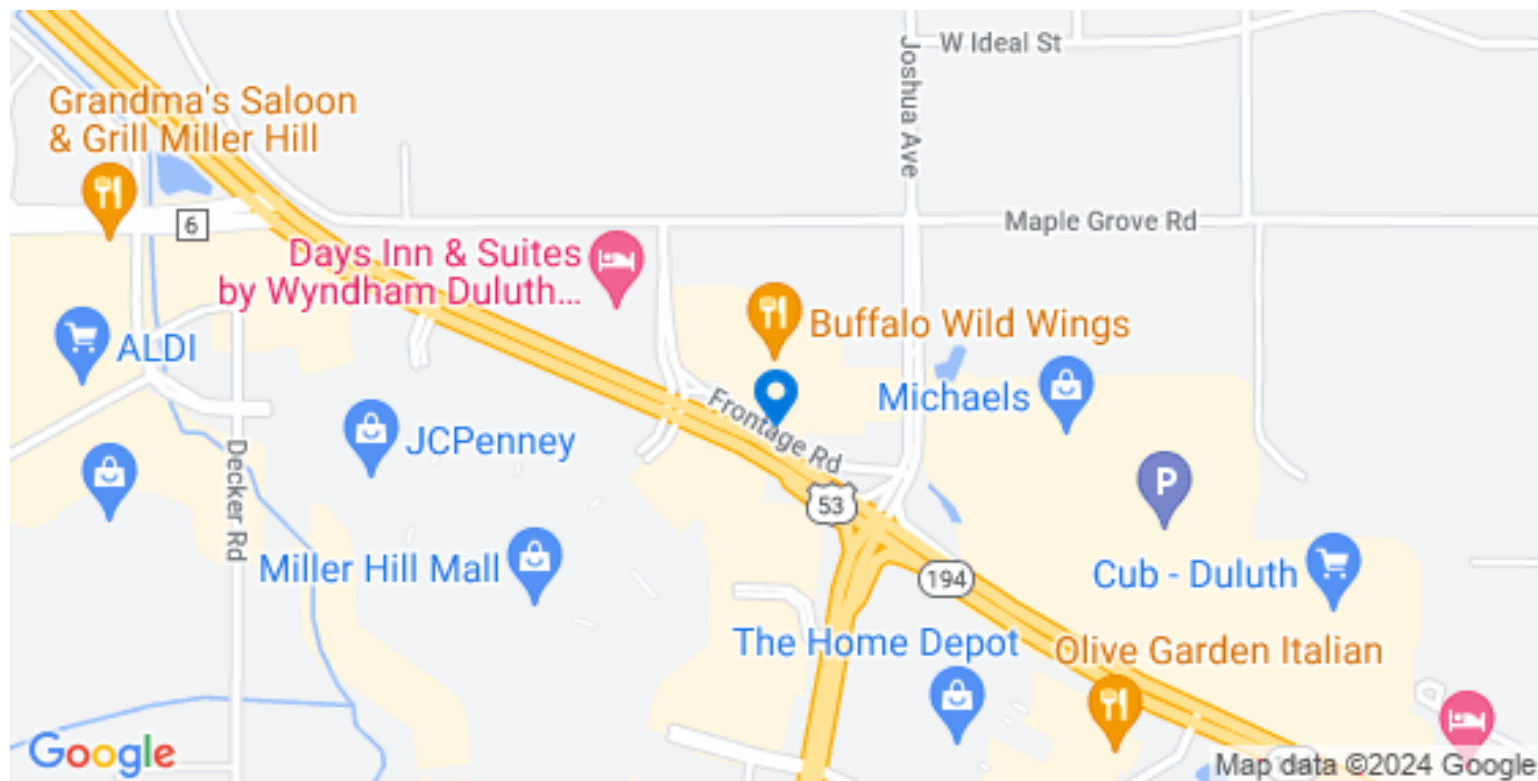 W Ideal St
Joshua Ave
Grandma's Saloon
& Grill Miller Hill
6
Maple Grove Rd
Days Inn & Suites
by Wyndham Duluth...
Buffalo Wild Wings
ALDI
Michaels
Frontage Rd
JCPenney
Decker Rd
P
53
Miller Hill Mall
194
Cub - Duluth
The Home Depot
Olive Garden Italian
Google
Map data ©2024 Google